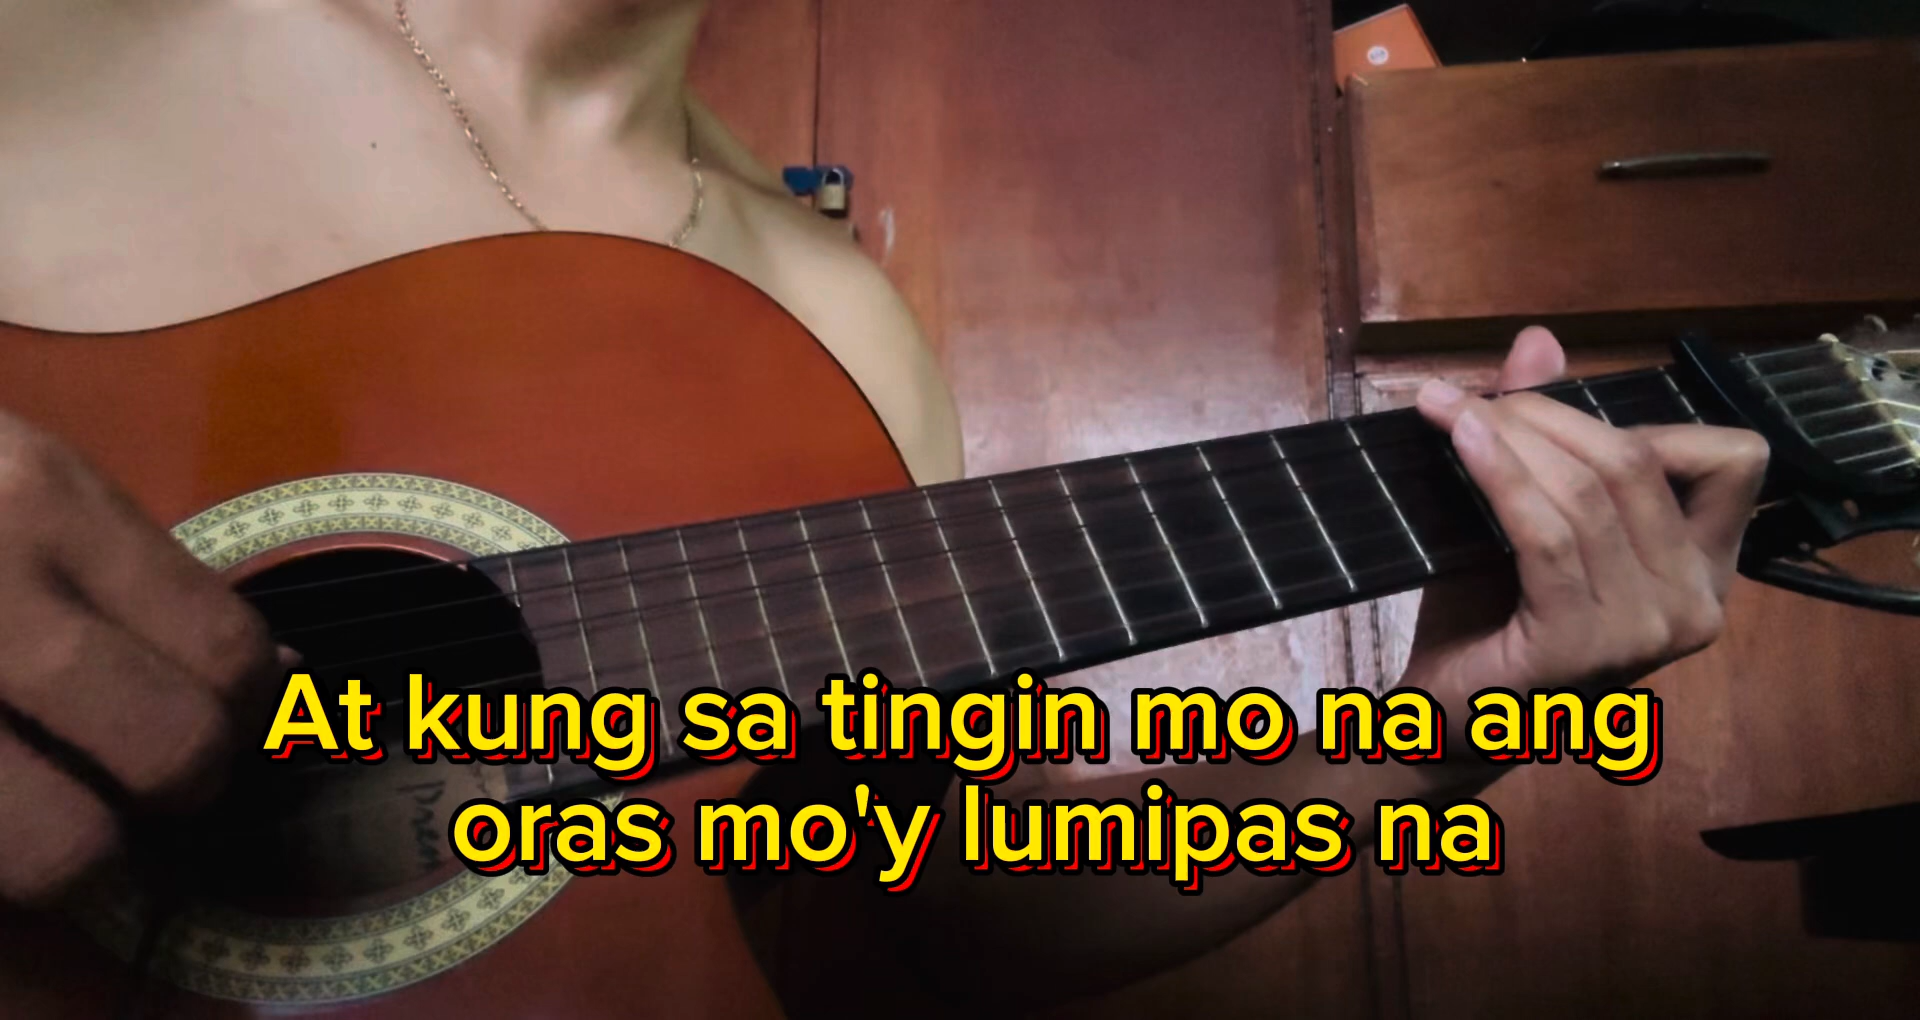 At kung sa tingin mo na ang
oras mo'y lumipas na